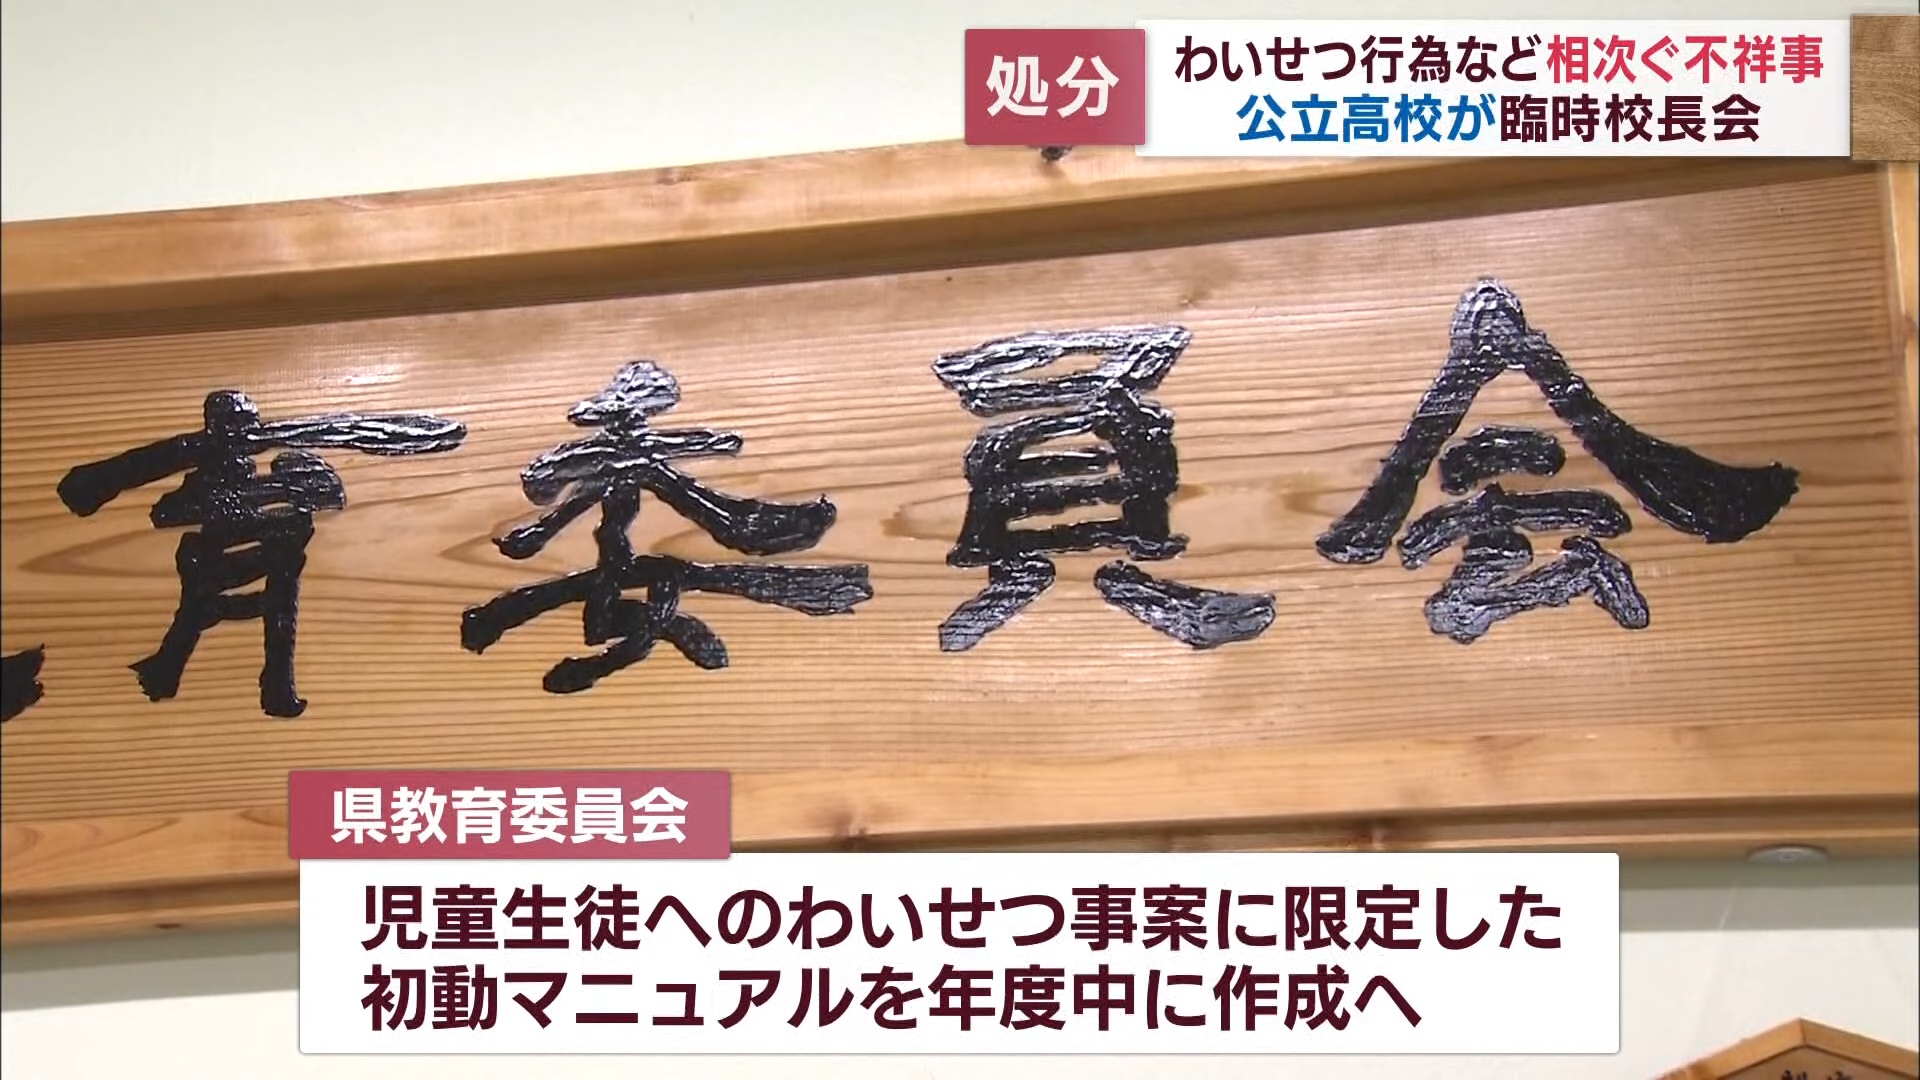 処分
わいせつ行為など相次ぐ不祥事
公立高校が臨時校長会
育委員会
県教育委員会
児童生徒へのわいせつ事案に限定した
初動マニュアルを年度中に作成へ